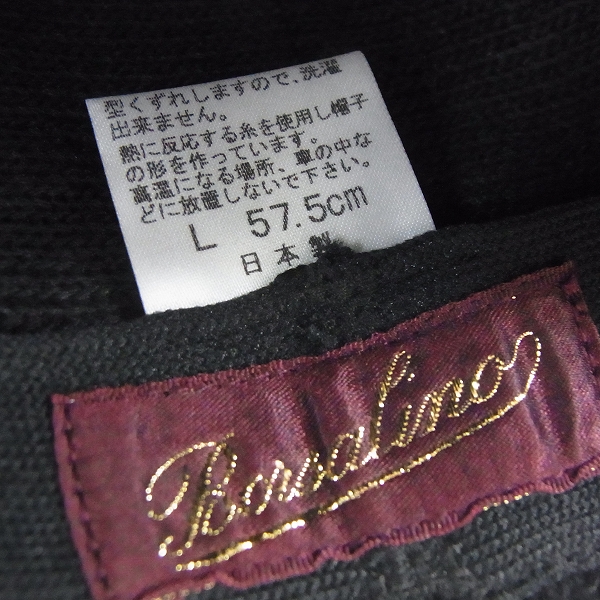 型くずれしますので、洗濯
出来ません。
熱に反応する糸を使用し帽子
の形を作っています。
高温になる場所、車の中な
どに放置しないで下さい。
L 57.5cm
日本製
Borsalino